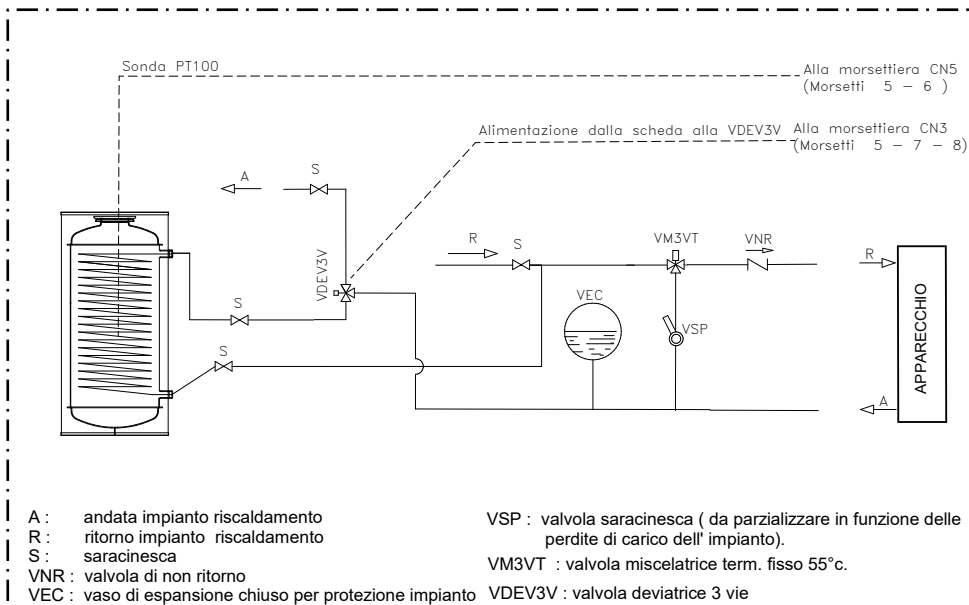 Sonda PT100
Alla morsettiera CN5
(Morsetti 5 - 6 )
Alimentazione dalla scheda alla VDEV3V
Alla morsettiera CN3
(Morsetti 5 - 7 - 8)
A
S
R
S
VM3VT
VNR
R
VDEV3V
S
VEC
VSP
APPARECCHIO
S
A
A : andata impianto riscaldamento
R : ritorno impianto riscaldamento
S : saracinesca
VNR : valvola di non ritorno
VEC : vaso di espansione chiuso per protezione impianto
VSP : valvola saracinesca ( da parzializzare in funzione delle
perdite di carico dell' impianto).
VM3VT : valvola miscelatrice term. fisso 55°c.
VDEV3V : valvola deviatrice 3 vie